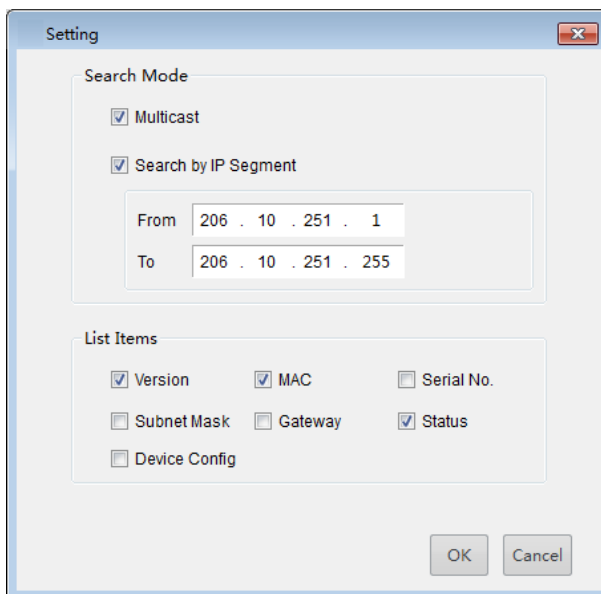 Setting
Search Mode
Multicast
Search by IP Segment
From 206 . 10 . 251 . 1
To 206 . 10 . 251 . 255
List Items
Version MAC Serial No.
Subnet Mask Gateway Status
Device Config
OK Cancel